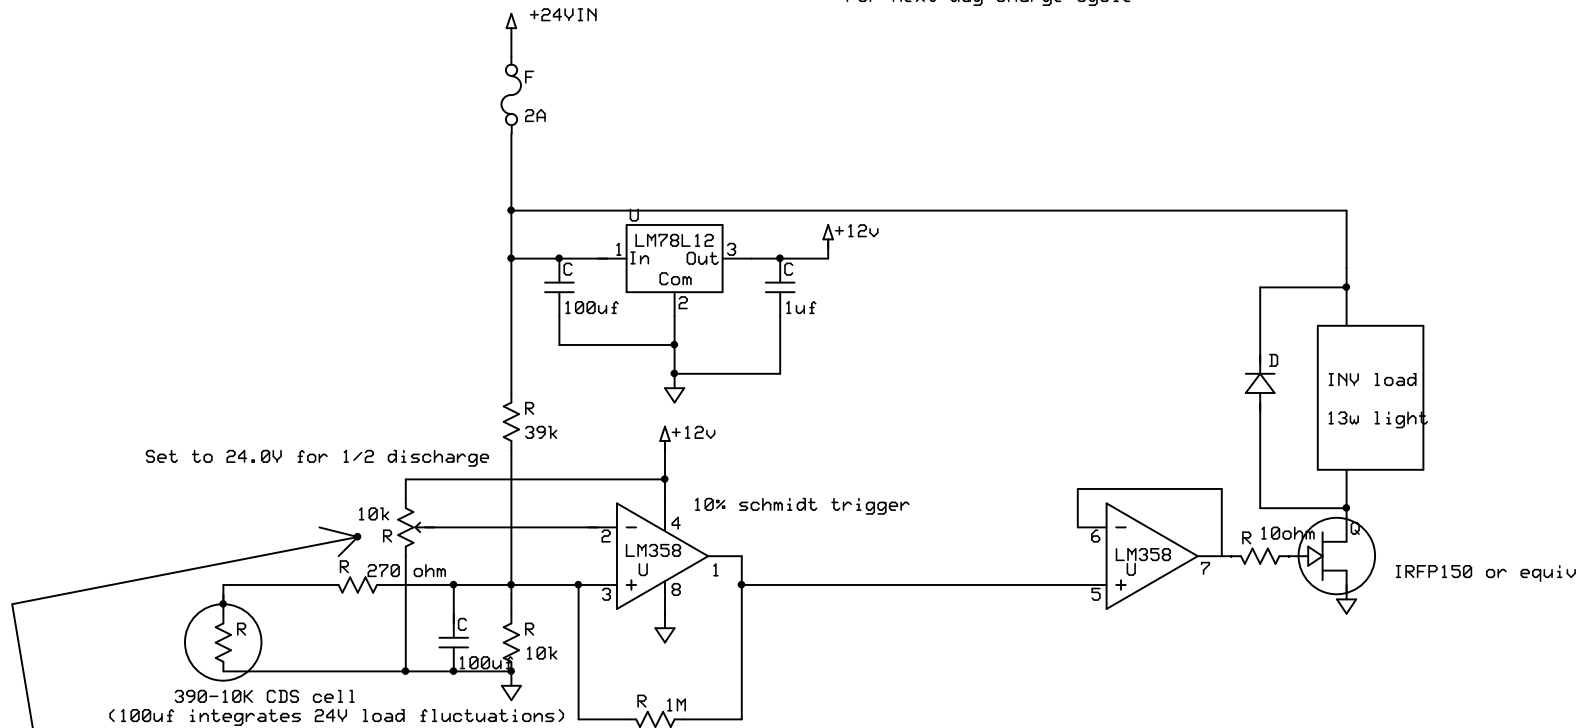 +24VIN
F
2A
U
LM78L12
1 In Out 3
Com
2
C
100uf
C
1uf
+12v
R
39k
Set to 24.0V for 1/2 discharge
+12v
10% schmidt trigger
10k
R
2
4
LM358
U
1
3
8
R 270 ohm
R
C
100uf
R
10k
390-10K CDS cell
(100uf integrates 24V load fluctuations)
R 1M
6
LM358
U
5
7
R 10ohm
D
INV load
13w light
Q
IRFP150 or equiv